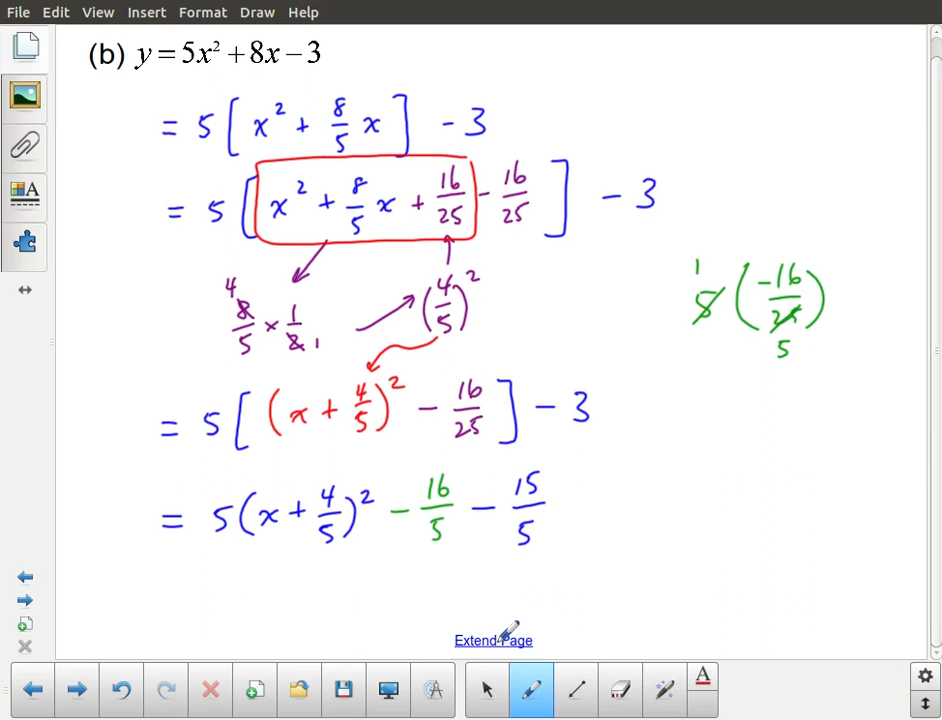 File Edit View Insert Format Draw Help
(b) y = 5x² + 8x − 3
= 5 [ x² + 8/5 x ] − 3
= 5 [ x² + 8/5 x + 16/25 − 16/25 ] − 3
4 8/5 × 1/2 1 (4/5)²
1 5 ( −16/25 ) 5
= 5 [ (x + 4/5)² − 16/25 ] − 3
= 5 (x + 4/5)² − 16/5 − 15/5
Extend Page
A
A